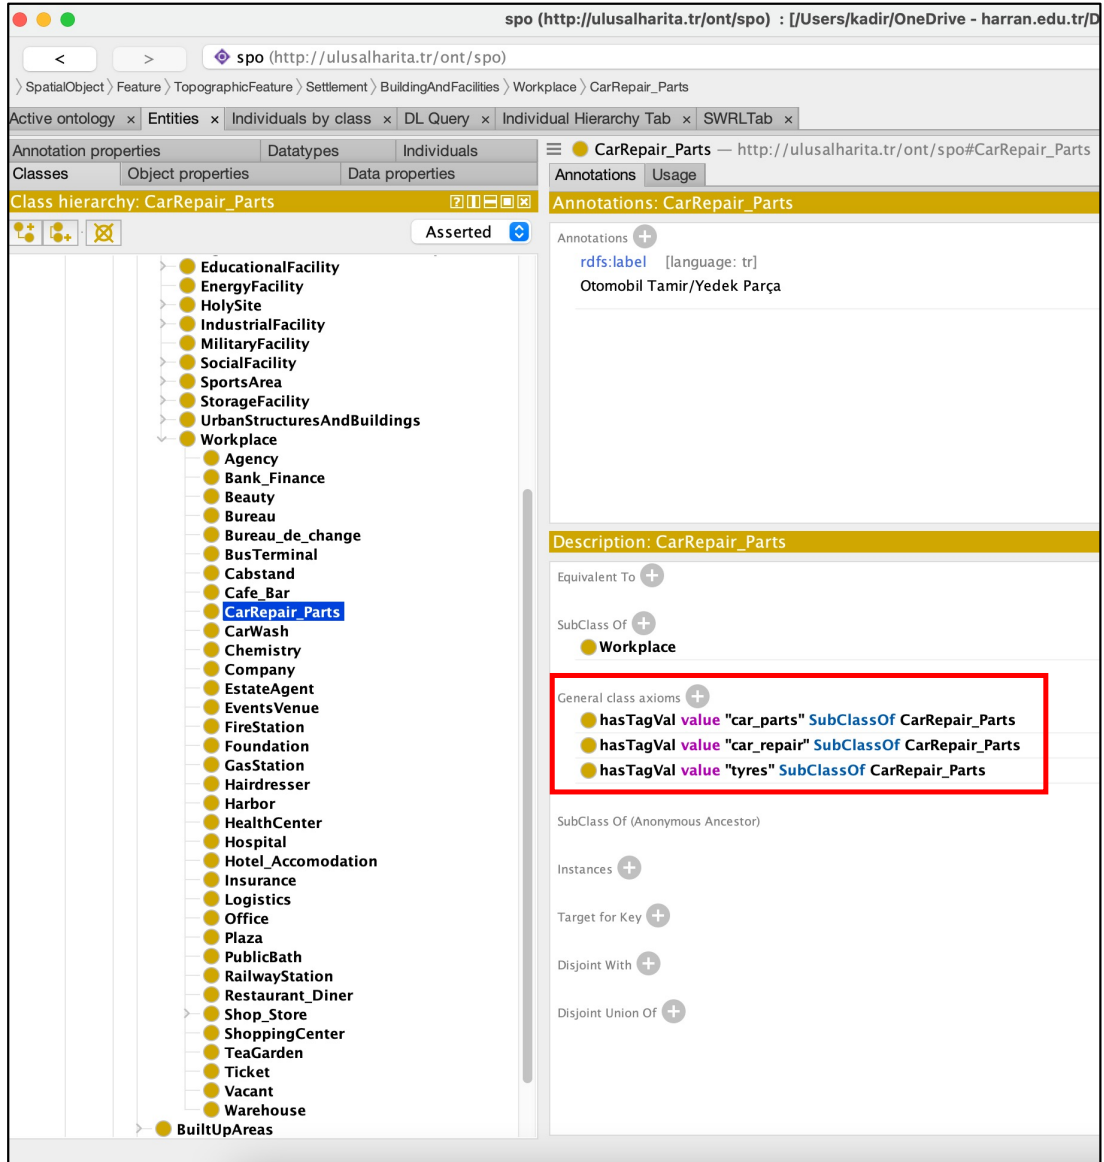 spo (http://ulusalharita.tr/ont/spo) : [/Users/kadir/OneDrive - harran.edu.tr/D
< > spo (http://ulusalharita.tr/ont/spo)
〉SpatialObject 〉Feature 〉TopographicFeature 〉Settlement 〉BuildingAndFacilities 〉Workplace 〉CarRepair_Parts
Active ontology × Entities × Individuals by class × DL Query × Individual Hierarchy Tab × SWRLTab ×
Annotation properties Datatypes Individuals
Classes Object properties Data properties
Class hierarchy: CarRepair_Parts
Asserted
EducationalFacility
EnergyFacility
HolySite
IndustrialFacility
MilitaryFacility
SocialFacility
SportsArea
StorageFacility
UrbanStructuresAndBuildings
Workplace
Agency
Bank_Finance
Beauty
Bureau
Bureau_de_change
BusTerminal
Cabstand
Cafe_Bar
CarRepair_Parts
CarWash
Chemistry
Company
EstateAgent
EventsVenue
FireStation
Foundation
GasStation
Hairdresser
Harbor
HealthCenter
Hospital
Hotel_Accomodation
Insurance
Logistics
Office
Plaza
PublicBath
RailwayStation
Restaurant_Diner
Shop_Store
ShoppingCenter
TeaGarden
Ticket
Vacant
Warehouse
BuiltUpAreas
CarRepair_Parts — http://ulusalharita.tr/ont/spo#CarRepair_Parts
Annotations Usage
Annotations: CarRepair_Parts
Annotations
rdfs:label [language: tr]
Otomobil Tamir/Yedek Parça
Description: CarRepair_Parts
Equivalent To
SubClass Of
Workplace
General class axioms
hasTagVal value "car_parts" SubClassOf CarRepair_Parts
hasTagVal value "car_repair" SubClassOf CarRepair_Parts
hasTagVal value "tyres" SubClassOf CarRepair_Parts
SubClass Of (Anonymous Ancestor)
Instances
Target for Key
Disjoint With
Disjoint Union Of